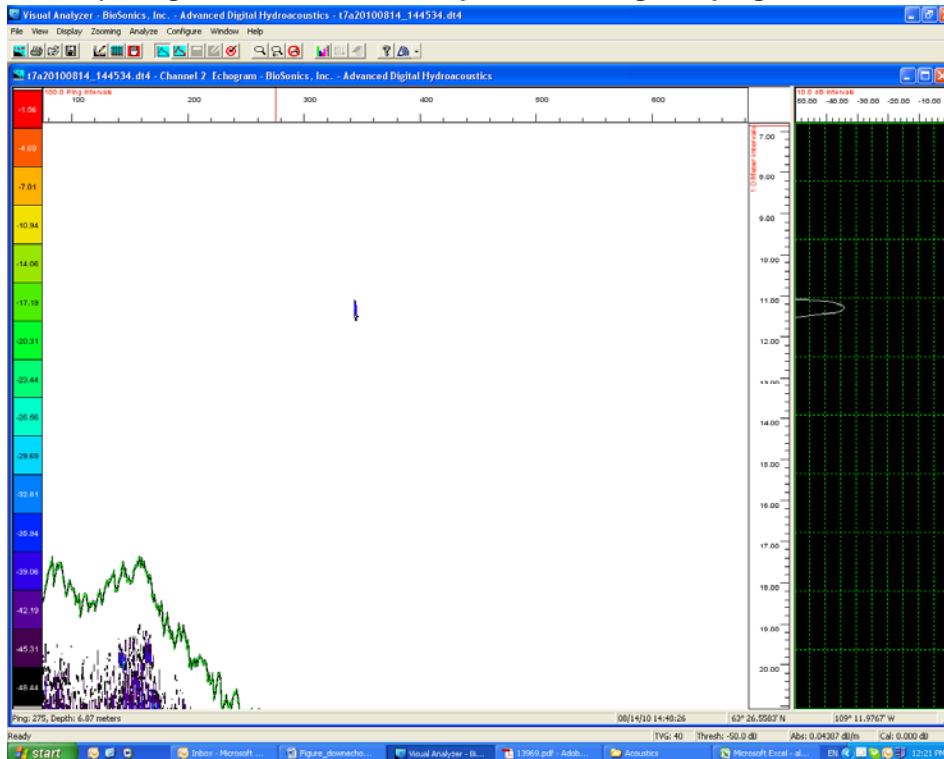 Visual Analyzer - BioSonics, Inc. - Advanced Digital Hydroacoustics - t7a20100814_144534.dt4
File View Display Zooming Analyze Configure Window Help
t7a20100814_144534.dt4 - Channel 2 Echogram - BioSonics, Inc. - Advanced Digital Hydroacoustics
100.0 Ping Intervals
100 200 300 400 500 600
10.0 dB Intervals
-40.00 -30.00 -20.00 -10.00
1.0 Meter Intervals
-1.56
-4.69
-7.81
-10.94
-14.06
-17.19
-20.31
-23.44
-26.56
-29.69
-32.81
-35.94
-39.06
-42.19
-45.31
-48.44
7.00
8.00
9.00
10.00
11.00
12.00
13.00
14.00
15.00
16.00
17.00
18.00
19.00
20.00
Ping: 275, Depth: 6.87 meters 08/14/10 14:48:26 63° 26.5583' N 109° 11.9767' W
Ready TVG: 40 Thresh: -50.0 dB Abs: 0.04307 dB/m Cal: 0.000 dB
start Inbox - Microsoft ... Figure_downecho... Visual Analyzer - Bi... 13969.pdf - Adob... Acoustics Microsoft Excel - al... EN 12:21 PM